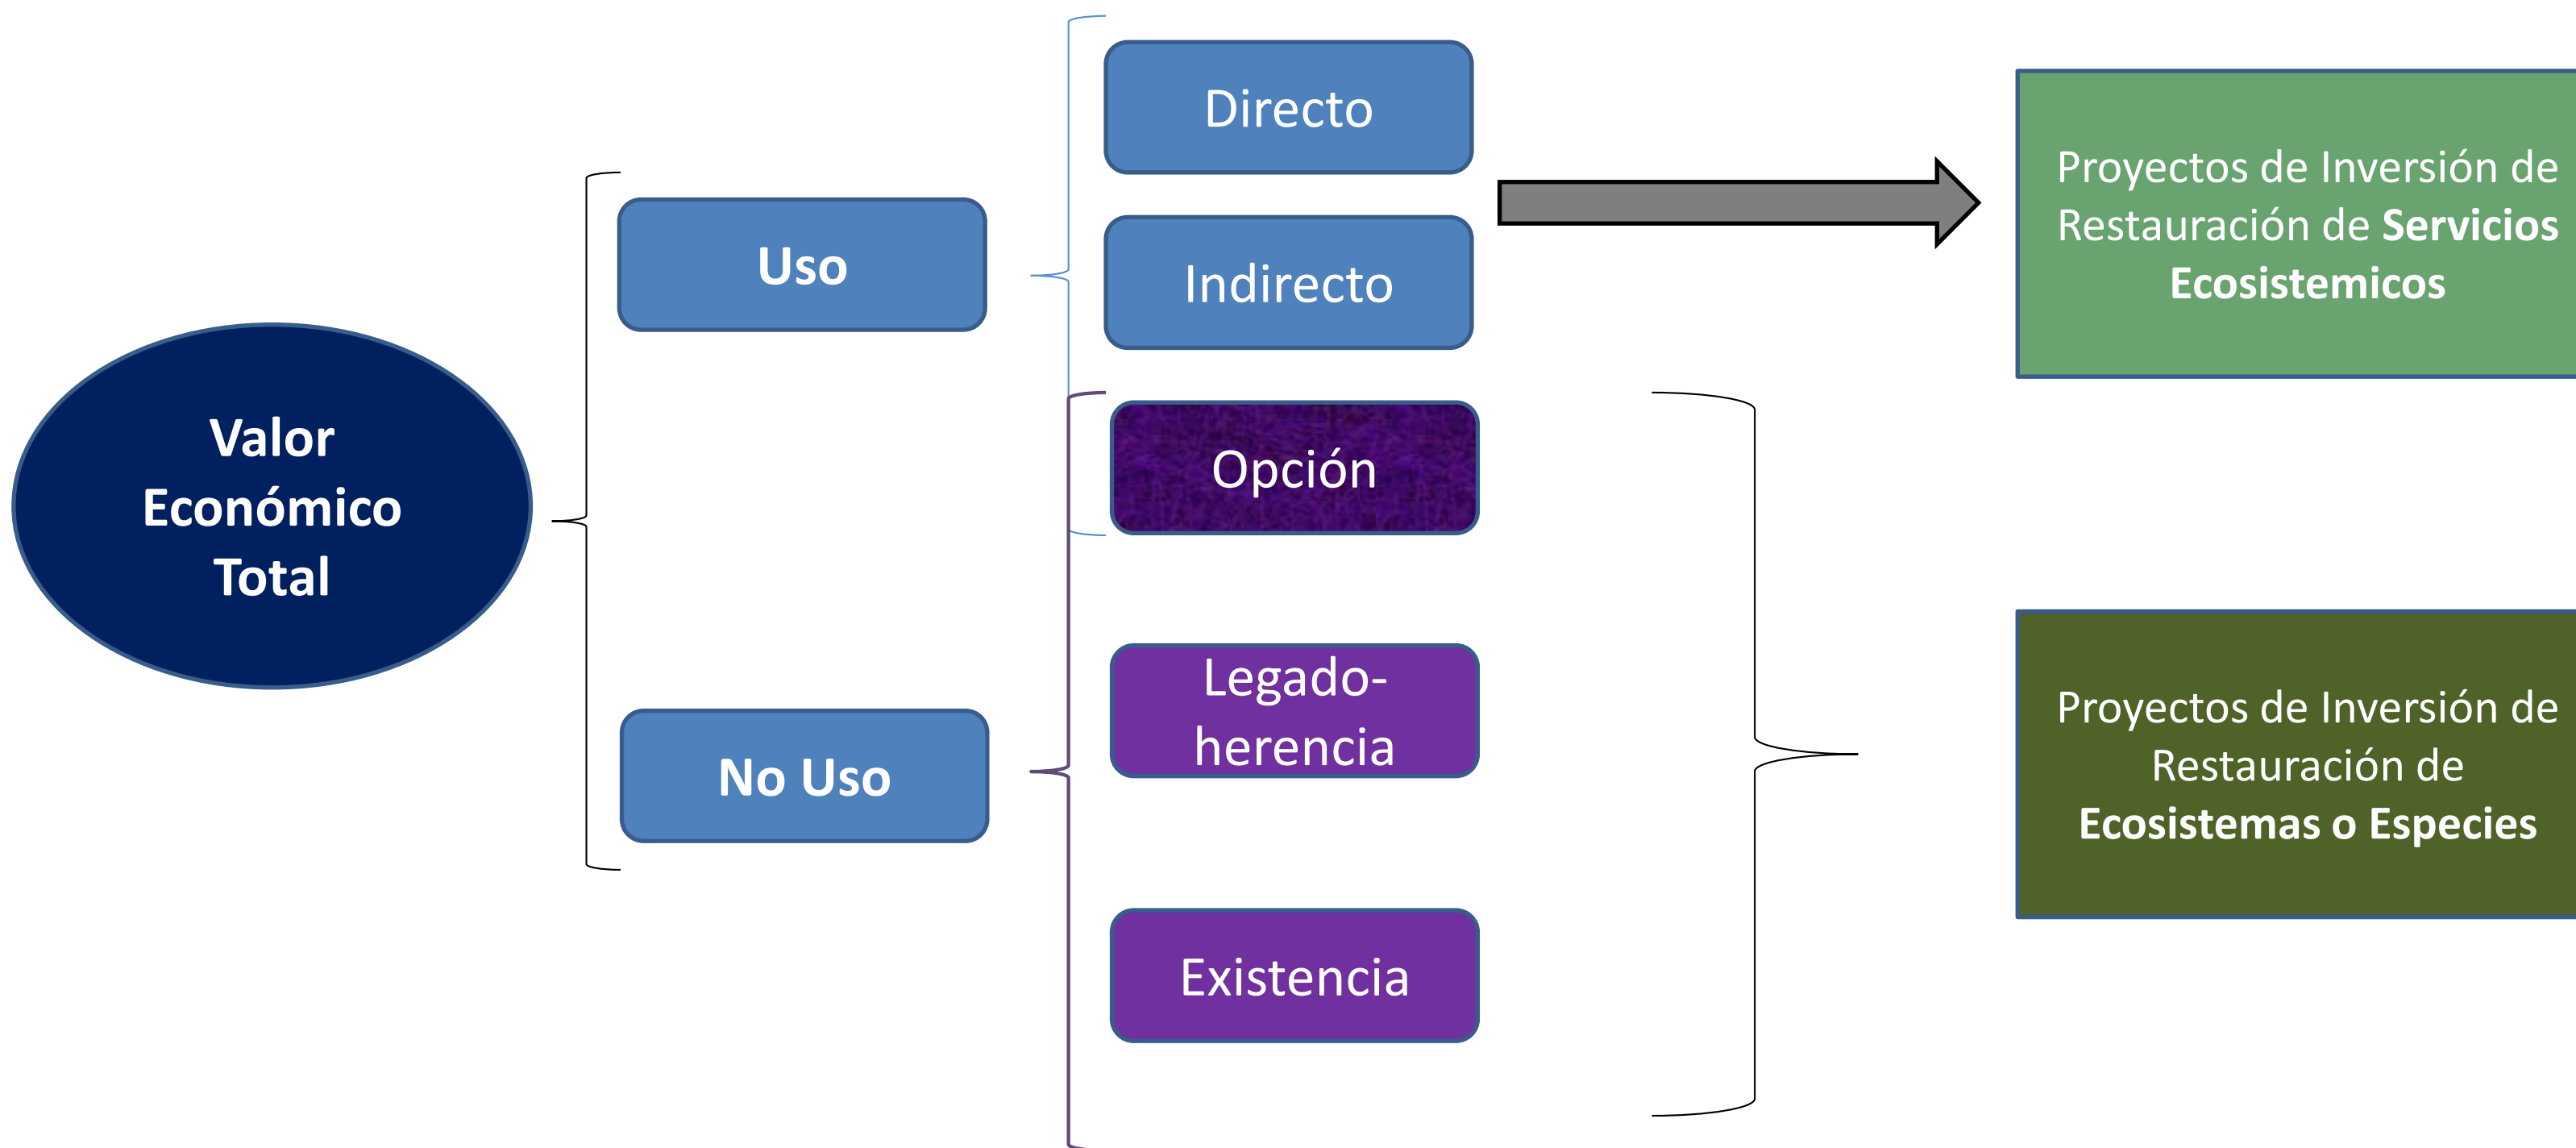 Valor
Económico
Total
Uso
No Uso
Directo
Indirecto
Opción
Legado-
herencia
Existencia
Proyectos de Inversión de
Restauración de Servicios
Ecosistemicos
Proyectos de Inversión de
Restauración de
Ecosistemas o Especies